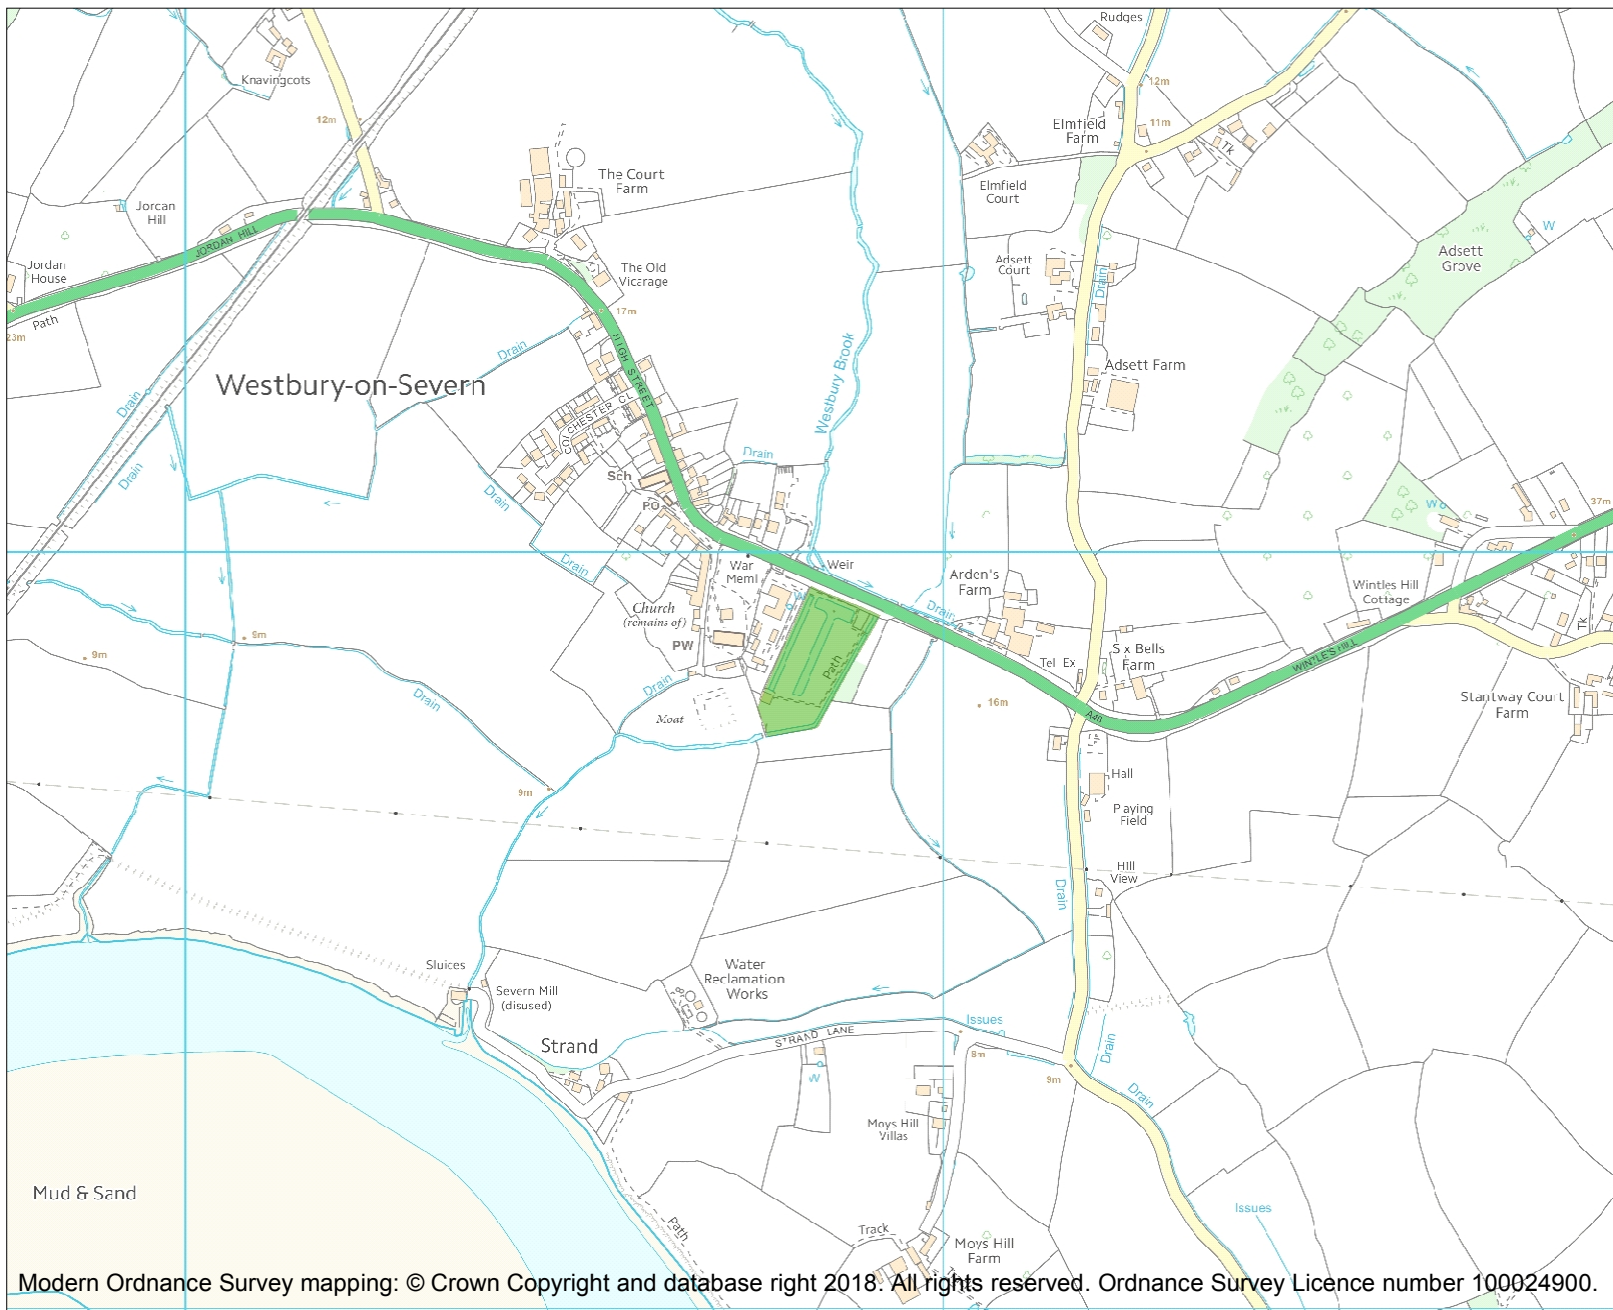 Rudges
Knavingcots
12m
12m
11m
Elmfield
Farm
Tk
The Court
Farm
Elmfield
Court
Jorcan
Hill
W
JORDAN HILL
Adsett
Grove
Jordan
House
The Old
Vicarage
Adsett
Court
Drain
17m
Path
23m
HIGH STREET
Drain
Westbury Brook
Adsett Farm
Westbury-on-Severn
Drain
COLCHESTER CL
Drain
Drain
Sch
Drain
PO
W
37m
Drain
War
Meml
Weir
Arden's
Farm
Wintles Hill
Cottage
Church
(remains of)
W
Drain
Tk
9m
9m
PW
Path
Tel Ex
Six Bells
Farm
WINTLE'S HILL
Drain
Drain
Moat
16m
A48
Stantway Court
Farm
9m
Hall
Playing
Field
Hill
View
Drain
Sluices
Water
Reclamation
Works
Severn Mill
(disused)
Issues
STRAND LANE
Strand
8m
Drain
9m
W
Drain
Moys Hill
Villas
Mud & Sand
Issues
Path
Track
Moys Hill
Farm
Modern Ordnance Survey mapping: © Crown Copyright and database right 2018. All rights reserved. Ordnance Survey Licence number 100024900.